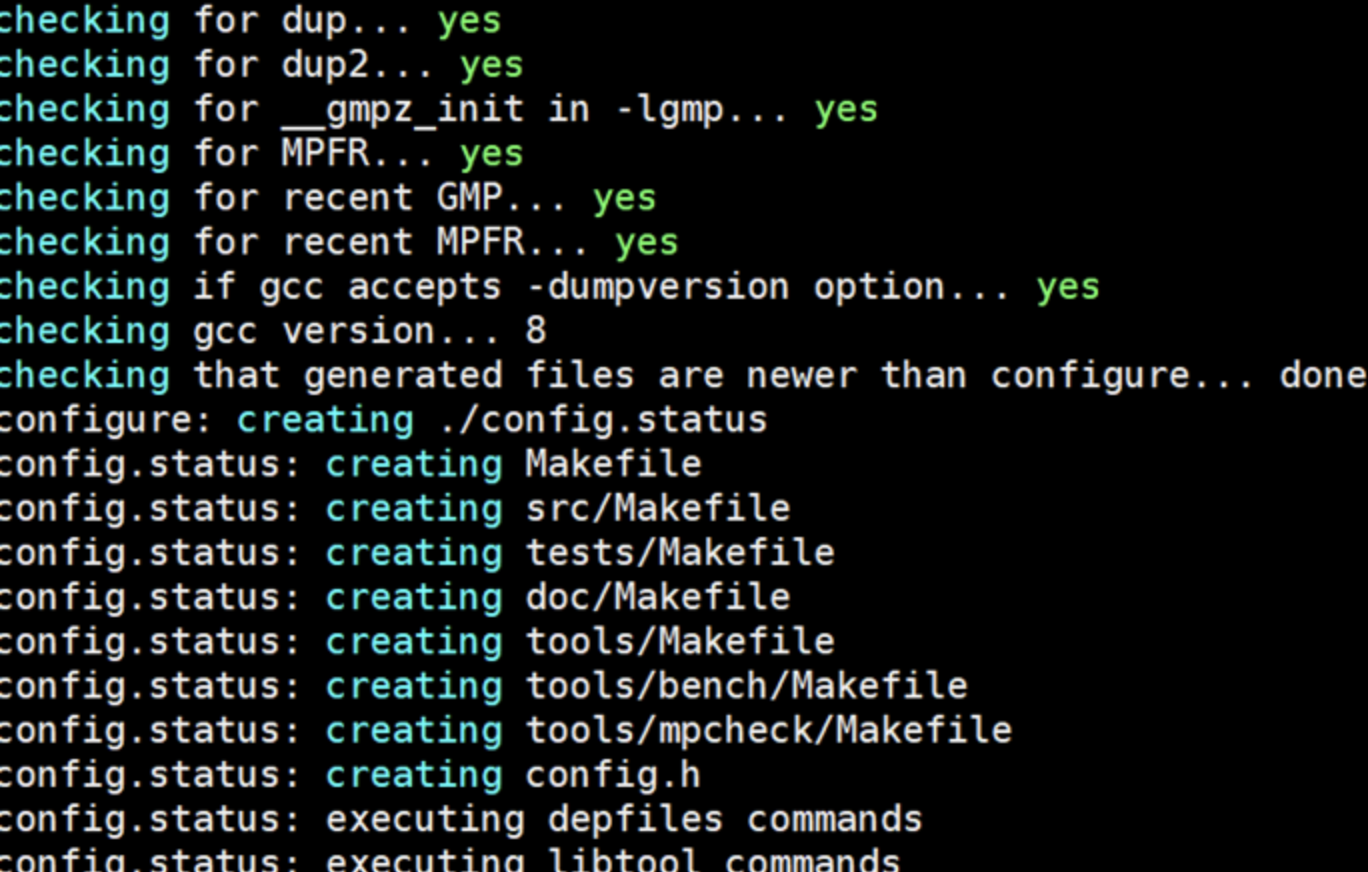 checking for dup... yes
checking for dup2... yes
checking for __gmpz_init in -lgmp... yes
checking for MPFR... yes
checking for recent GMP... yes
checking for recent MPFR... yes
checking if gcc accepts -dumpversion option... yes
checking gcc version... 8
checking that generated files are newer than configure... done
configure: creating ./config.status
config.status: creating Makefile
config.status: creating src/Makefile
config.status: creating tests/Makefile
config.status: creating doc/Makefile
config.status: creating tools/Makefile
config.status: creating tools/bench/Makefile
config.status: creating tools/mpcheck/Makefile
config.status: creating config.h
config.status: executing depfiles commands
config.status: executing libtool commands